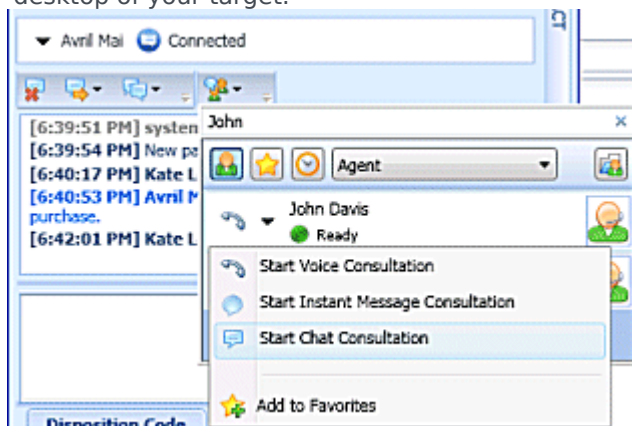 desktop of your target.
CT
Avril Mai Connected
[6:39:51 PM] system
[6:39:54 PM] New pa
[6:40:17 PM] Kate L
[6:40:53 PM] Avril M
purchase.
[6:42:01 PM] Kate L
John
Agent
John Davis
Ready
Start Voice Consultation
Start Instant Message Consultation
Start Chat Consultation
Add to Favorites
Disposition Code